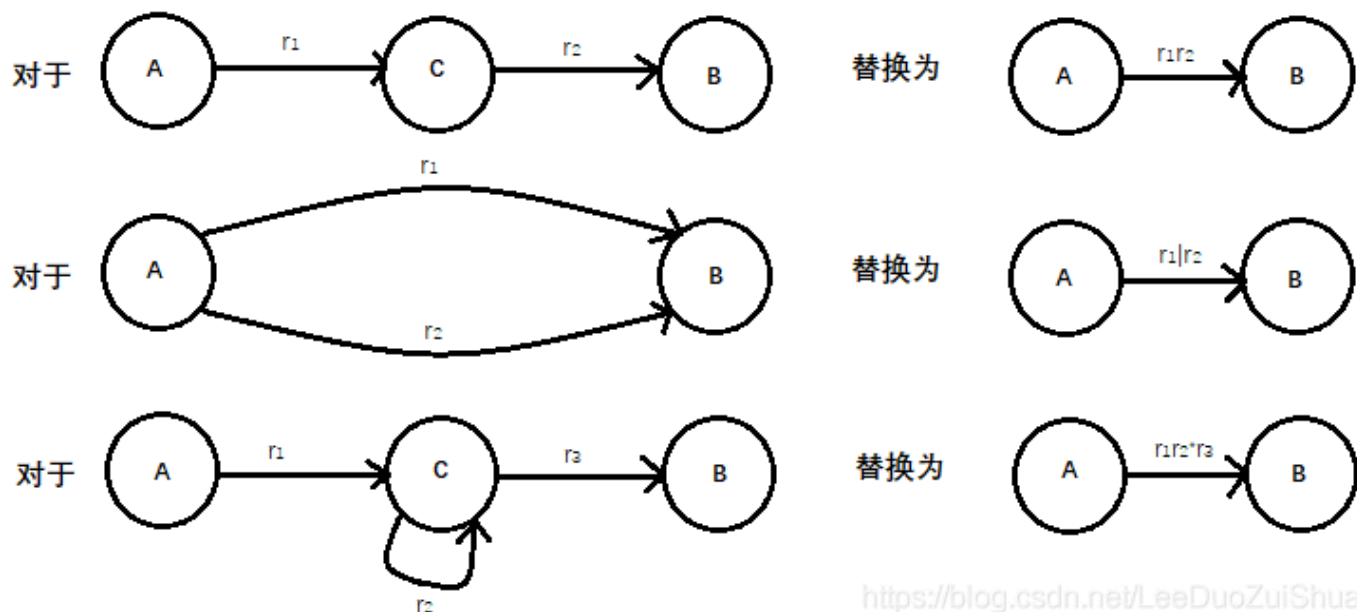 对于 A r₁ C r₂ B 替换为 A r₁r₂ B
r₁
对于 A B 替换为 A r₁|r₂ B
r₂
对于 A r₁ C r₃ B 替换为 A r₁r₂*r₃ B
r₂
https://blog.csdn.net/LeeDuoZuiShua